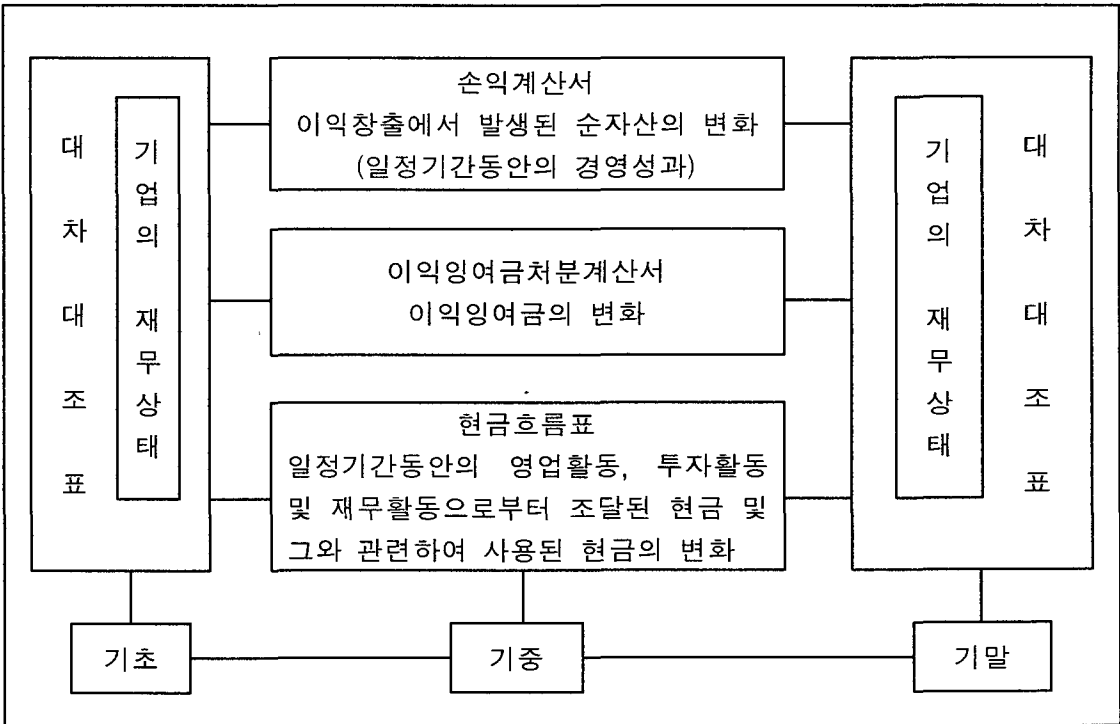 대차대조표
기업의 재무상태
손익계산서
이익창출에서 발생된 순자산의 변화
(일정기간동안의 경영성과)
이익잉여금처분계산서
이익잉여금의 변화
현금흐름표
일정기간동안의 영업활동, 투자활동
및 재무활동으로부터 조달된 현금 및
그와 관련하여 사용된 현금의 변화
기업의 재무상태
대차대조표
기초
기중
기말